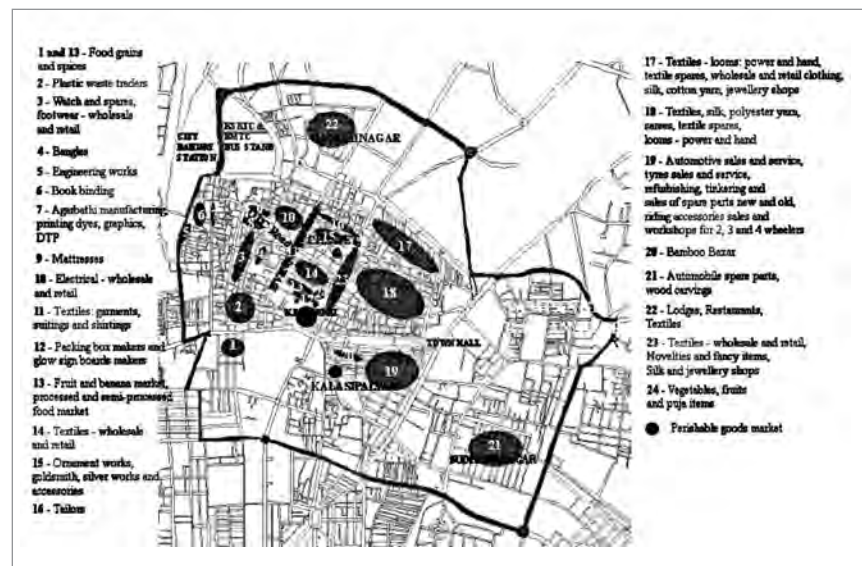 1 and 13 - Food grains
and spices
2 - Plastic waste traders
3 - Watch and spares,
footwear - wholesale
and retail
4 - Bangles
5 - Engineering works
6 - Book binding
7 - Agarbathi manufacturing,
printing dyes, graphics,
DTP
9 - Mattresses
10 - Electrical - wholesale
and retail
11 - Textiles: garments,
suitings and shirtings
12 - Packing box makers and
glow sign boards makers
13 - Fruit and banana market,
processed and semi-processed
food market
14 - Textiles - wholesale
and retail
15 - Ornament works,
goldsmith, silver works and
accessories
16 - Tailors
CITY
RAILWAY
STATION
BUS STAND
22
6
10
3
15
17
14
2
18
1
TOWN HALL
19
21
17 - Textiles - looms: power and hand,
textile spares, wholesale and retail clothing,
silk, cotton yarn, jewellery shops
18 - Textiles, silk, polyester yarn,
sarees, textile spares,
looms - power and hand
19 - Automotive sales and service,
tyres sales and service,
refurbishing, tinkering and
sales of spare parts new and old,
riding accessories sales and
workshops for 2, 3 and 4 wheelers
20 - Bamboo Bazar
21 - Automobile spare parts,
wood carvings
22 - Lodges, Restaurants,
Textiles
23 - Textiles - wholesale and retail,
Novelties and fancy items,
Silk and jewellery shops
24 - Vegetables, fruits
and puja items
Perishable goods market